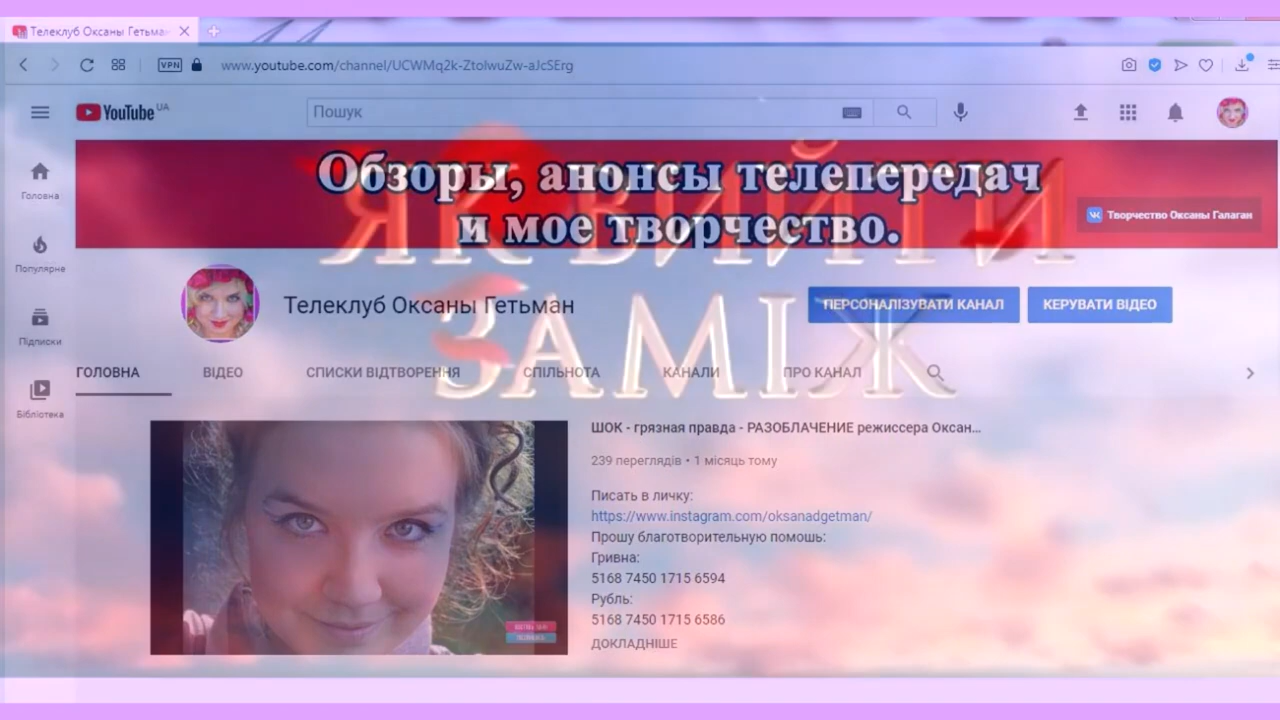 Телеклуб Оксаны Гетьма
VPN
www.youtube.com/channel/UCWMq2k-ZtolwuZw-aJcSErg
YouTube UA
Пошук
Головна
Популярне
Підписки
Бібліотека
Обзоры, анонсы телепередач
и мое творчество.
Творчество Оксаны Галаган
ЯК ВИЙТИ
ЗАМІЖ
Телеклуб Оксаны Гетьман
ПЕРСОНАЛІЗУВАТИ КАНАЛ
КЕРУВАТИ ВІДЕО
ГОЛОВНА
ВІДЕО
СПИСКИ ВІДТВОРЕННЯ
СПІЛЬНОТА
КАНАЛИ
ПРО КАНАЛ
ШОК - грязная правда - РАЗОБЛАЧЕНИЕ режиссера Оксан...
239 переглядів • 1 місяць тому
Писать в личку:
https://www.instagram.com/oksanadgetman/
Прошу благотворительную помощь:
Гривна:
5168 7450 1715 6594
Рубль:
5168 7450 1715 6586
ДОКЛАДНІШЕ